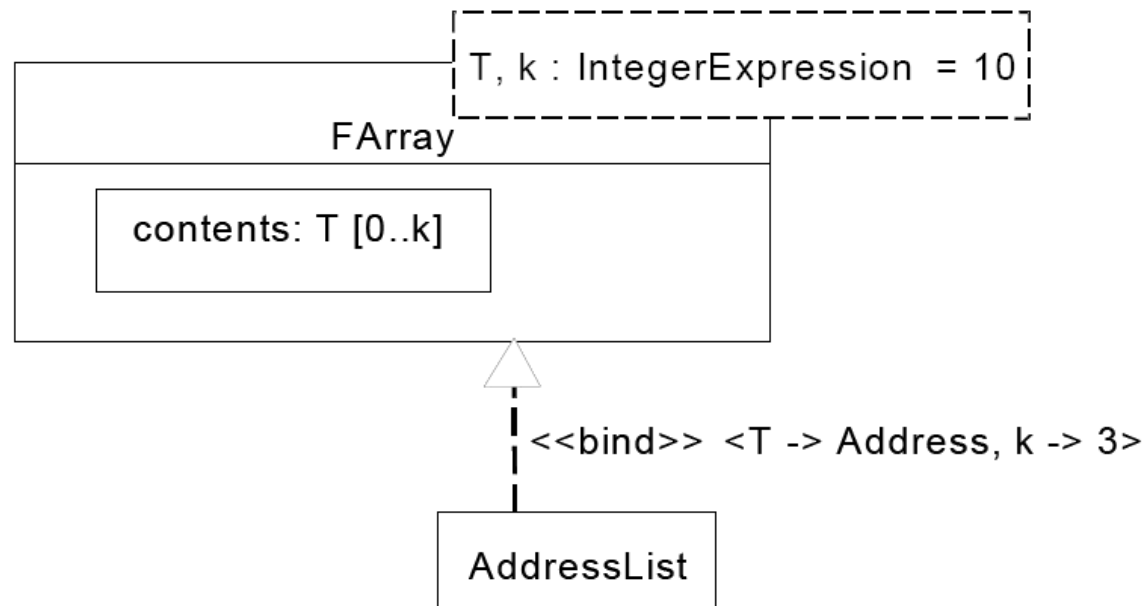 T, k : IntegerExpression = 10
FArray
contents: T [0..k]
<<bind>> <T -> Address, k -> 3>
AddressList